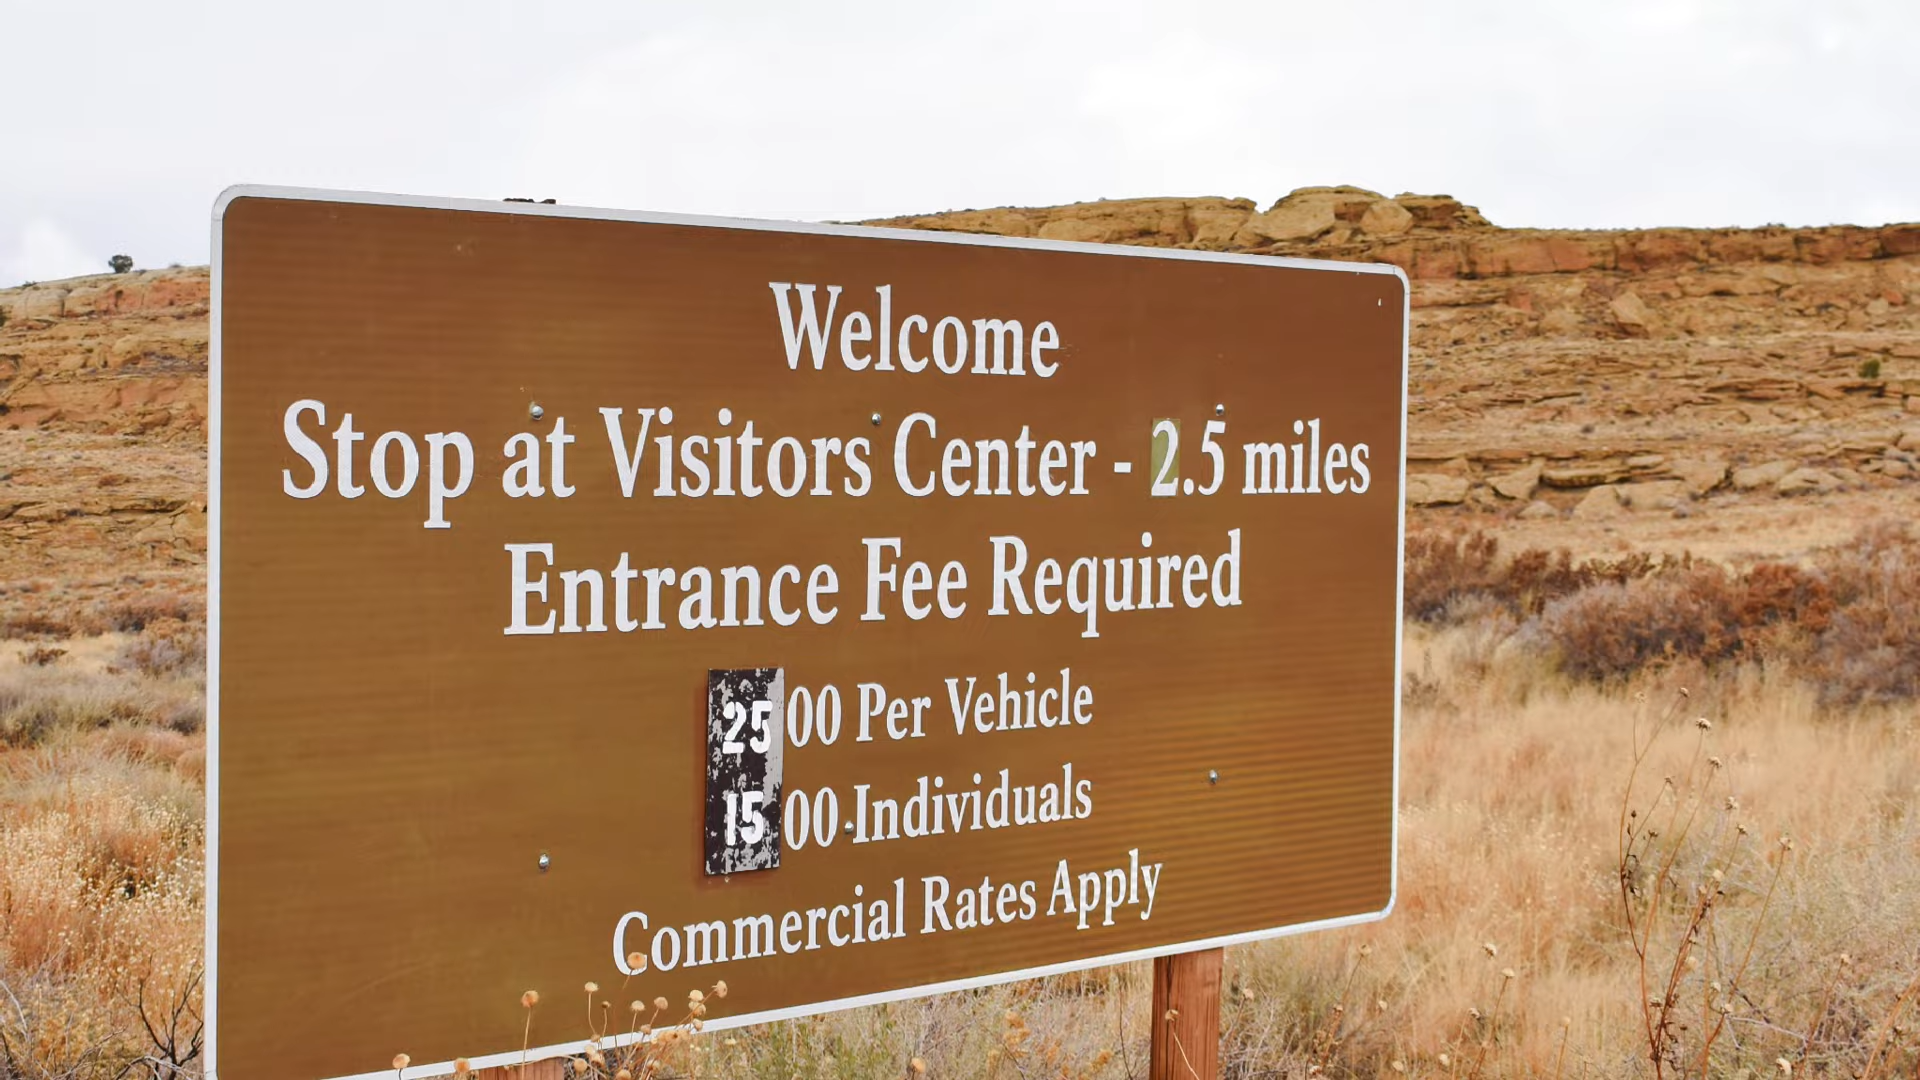 Welcome
Stop at Visitors Center - 2.5 miles
Entrance Fee Required
25 00 Per Vehicle
15 00 Individuals
Commercial Rates Apply